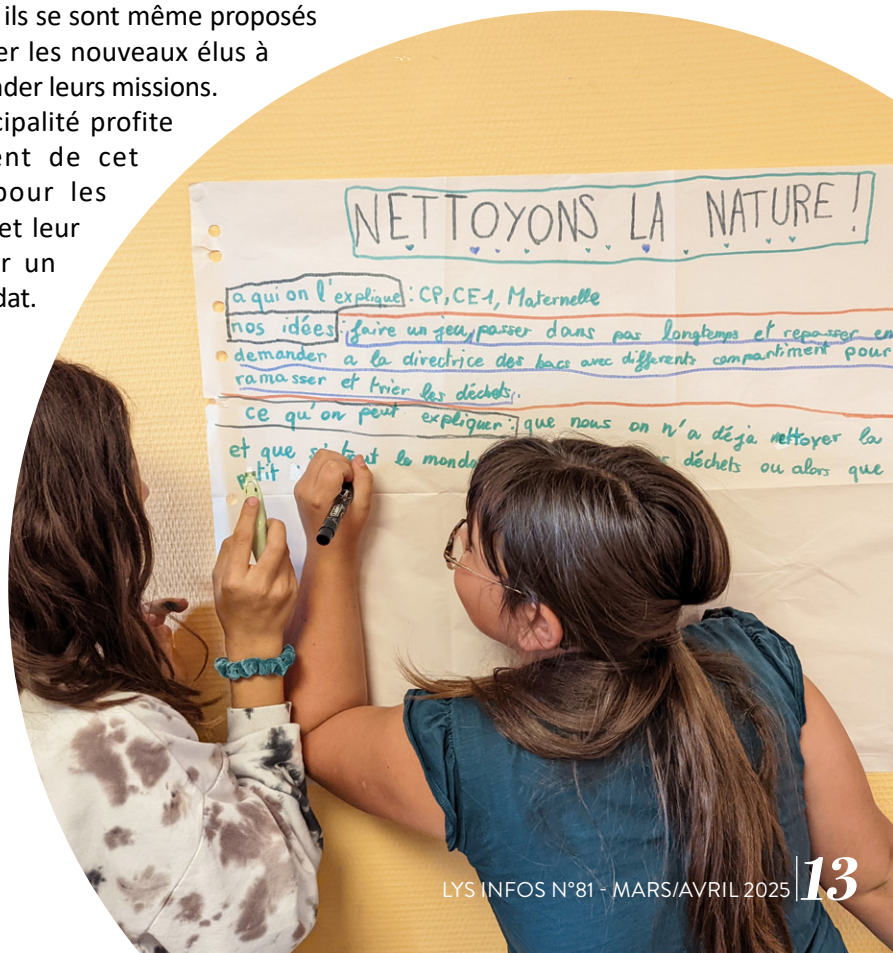 ils se sont même proposés
er les nouveaux élus à
der leurs missions.
cipalité profite
nt de cet
pour les
et leur
r un
dat.
NETTOYONS LA NATURE !
a qui on l'explique : CP, CE1, Maternelle
nos idées : faire un jeu, passer dans pas longtemps et repasser en
demander a la directrice des bacs avec differents compartiment pour
ramasser et trier les déchets.
ce qu'on peut expliquer : que nous on n'a déjà nettoyer la
et que tout le monde déchets ou alors que
petit
LYS INFOS N°81 - MARS/AVRIL 2025 | 13